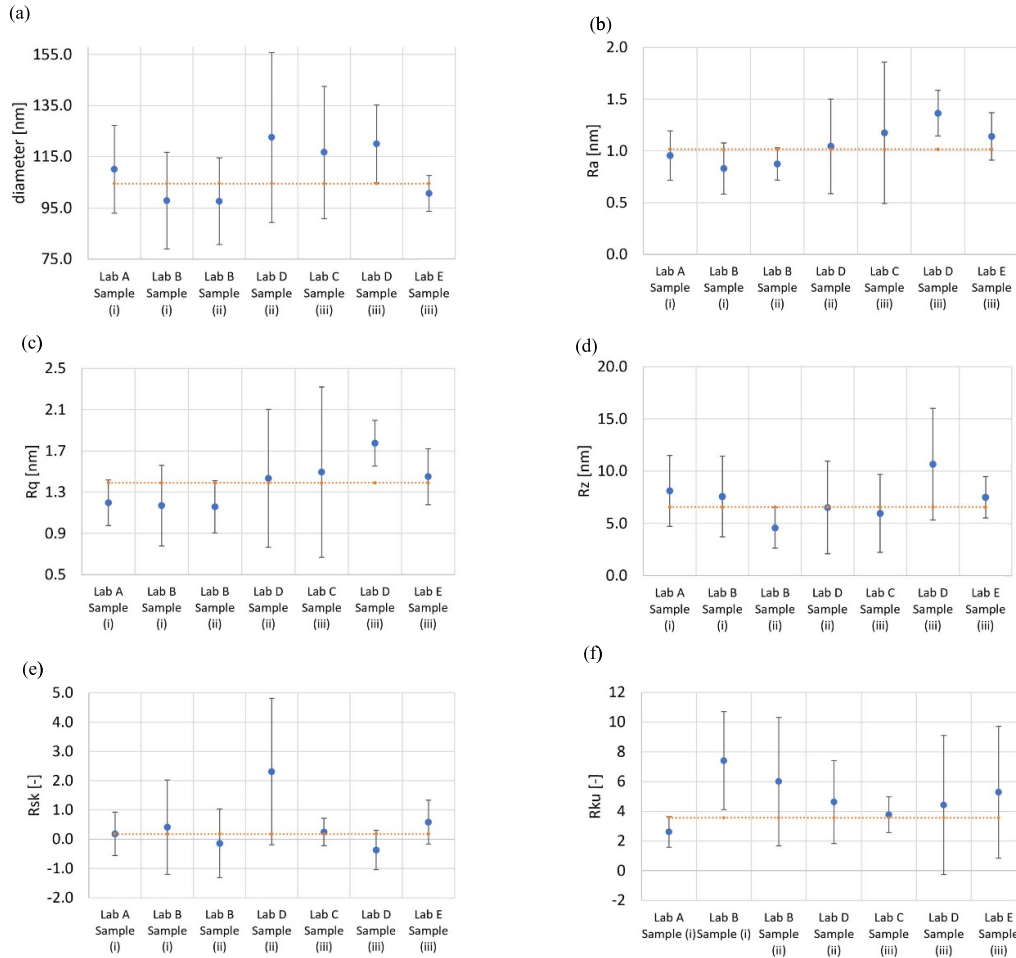 (a)
155.0
135.0
115.0
95.0
75.0
diameter [nm]
Lab A Lab B Lab B Lab D Lab C Lab D Lab E
Sample Sample Sample Sample Sample Sample Sample
(i) (i) (ii) (ii) (iii) (iii) (iii)
(b)
2.0
1.5
1.0
0.5
0.0
Ra [nm]
Lab A Lab B Lab B Lab D Lab C Lab D Lab E
Sample Sample Sample Sample Sample Sample Sample
(i) (i) (ii) (ii) (iii) (iii) (iii)
(c)
2.5
2.1
1.7
1.3
0.9
0.5
Rq [nm]
Lab A Lab B Lab B Lab D Lab C Lab D Lab E
Sample Sample Sample Sample Sample Sample Sample
(i) (i) (ii) (ii) (iii) (iii) (iii)
(d)
20.0
15.0
10.0
5.0
0.0
Rz [nm]
Lab A Lab B Lab B Lab D Lab C Lab D Lab E
Sample Sample Sample Sample Sample Sample Sample
(i) (i) (ii) (ii) (iii) (iii) (iii)
(e)
5.0
4.0
3.0
2.0
1.0
0.0
-1.0
-2.0
Rsk [-]
Lab A Lab B Lab B Lab D Lab C Lab D Lab E
Sample Sample Sample Sample Sample Sample Sample
(i) (i) (ii) (ii) (iii) (iii) (iii)
(f)
12
10
8
6
4
2
0
-2
Rku [-]
Lab A Lab B Lab B Lab D Lab C Lab D Lab E
Sample (i) Sample (i) Sample Sample Sample Sample Sample
(ii) (ii) (iii) (iii) (iii)